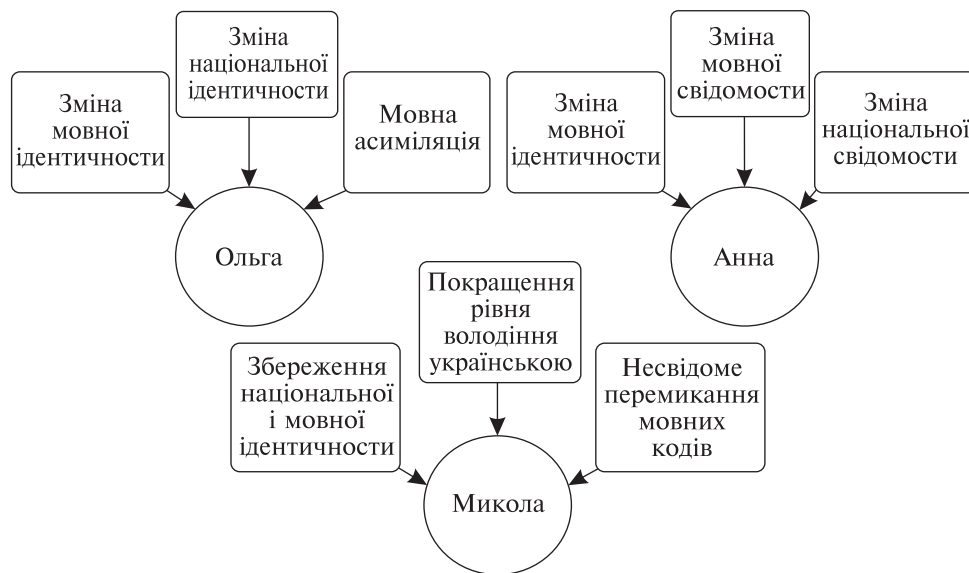 Зміна
мовної
ідентичности
Зміна
національної
ідентичности
Мовна
асиміляція
Ольга
Зміна
мовної
ідентичности
Зміна
мовної
свідомости
Зміна
національної
свідомости
Анна
Збереження
національної
і мовної
ідентичности
Покращення
рівня
володіння
українською
Несвідоме
перемикання
мовних
кодів
Микола